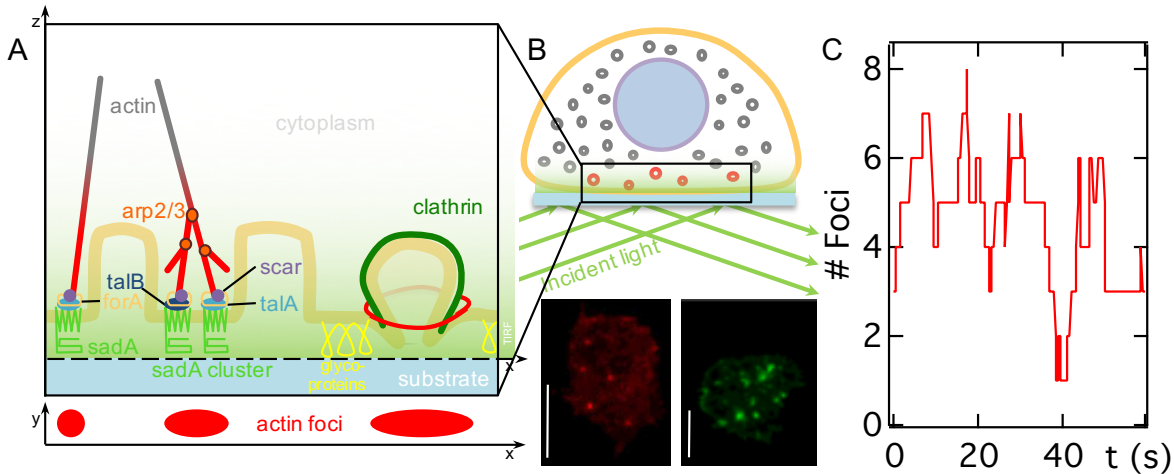 A
z
actin
cytoplasm
arp2/3
clathrin
talB
scar
forA
talA
sadA
sadA cluster
glyco-
proteins
TIRF
x
substrate
y
actin foci
x
B
incident light
C
# Foci
8
6
4
2
0
0
20
40
t (s)